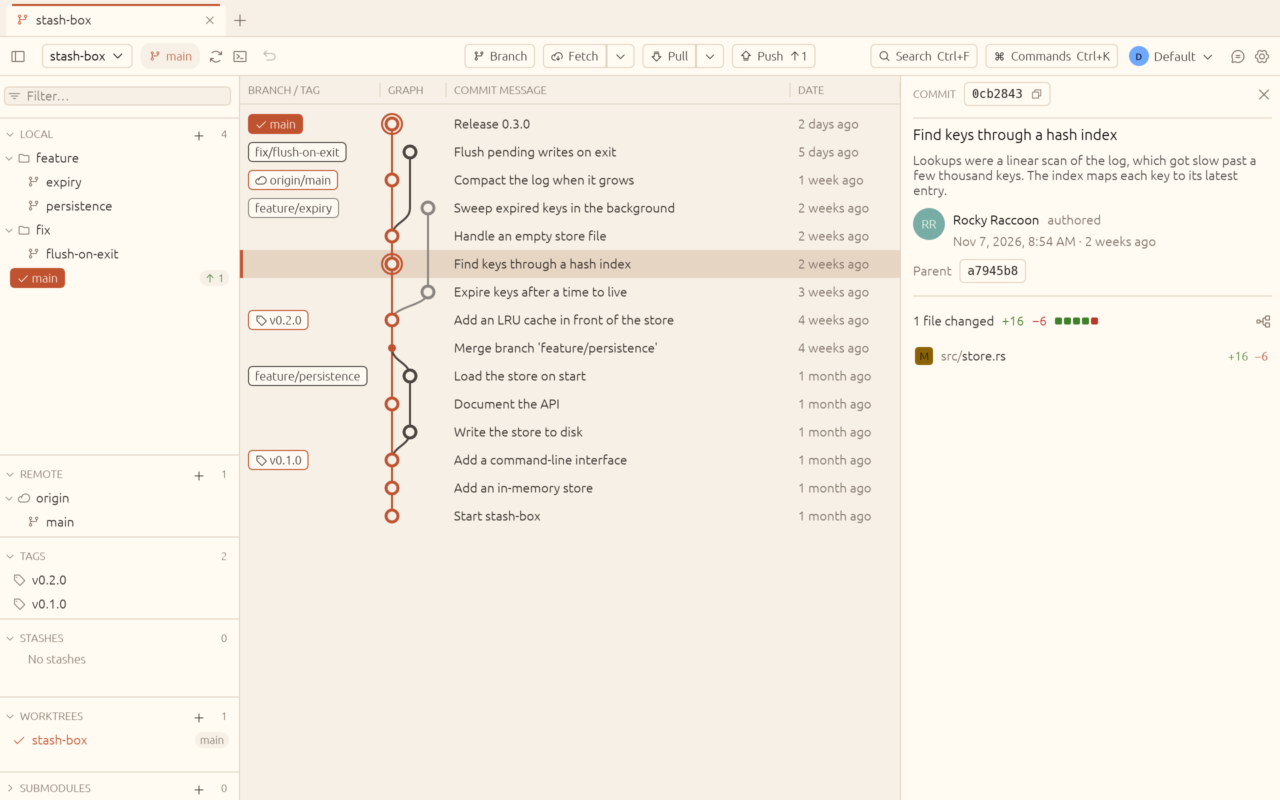 stash-box
stash-box main Branch Fetch Pull Push ↑1 Search Ctrl+F Commands Ctrl+K D Default
Filter…
LOCAL 4
feature
expiry
persistence
fix
flush-on-exit
main ↑ 1
REMOTE 1
origin
main
TAGS 2
v0.2.0
v0.1.0
STASHES 0
No stashes
WORKTREES 1
stash-box main
SUBMODULES 0
BRANCH / TAG GRAPH COMMIT MESSAGE DATE
main Release 0.3.0 2 days ago
fix/flush-on-exit Flush pending writes on exit 5 days ago
origin/main Compact the log when it grows 1 week ago
feature/expiry Sweep expired keys in the background 2 weeks ago
Handle an empty store file 2 weeks ago
Find keys through a hash index 2 weeks ago
Expire keys after a time to live 3 weeks ago
v0.2.0 Add an LRU cache in front of the store 4 weeks ago
Merge branch 'feature/persistence' 4 weeks ago
feature/persistence Load the store on start 1 month ago
Document the API 1 month ago
Write the store to disk 1 month ago
v0.1.0 Add a command-line interface 1 month ago
Add an in-memory store 1 month ago
Start stash-box 1 month ago
COMMIT 0cb2843
Find keys through a hash index
Lookups were a linear scan of the log, which got slow past a
few thousand keys. The index maps each key to its latest
entry.
RR Rocky Raccoon authored
Nov 7, 2026, 8:54 AM · 2 weeks ago
Parent a7945b8
1 file changed +16 −6
M src/store.rs +16 −6